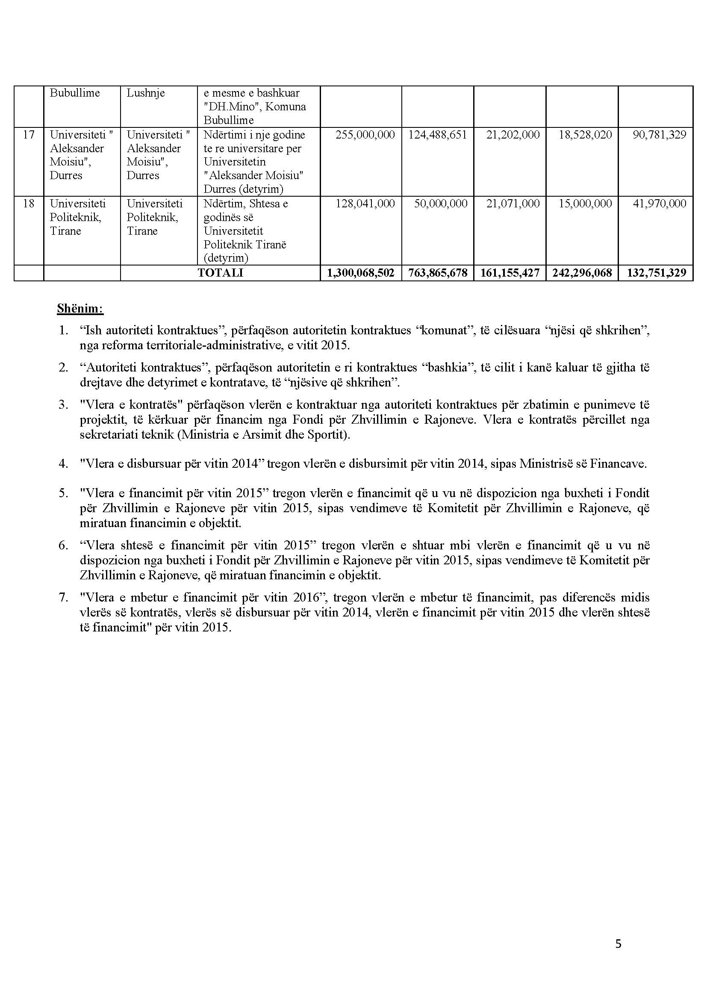 Bubullime Lushnje e mesme e bashkuar
"DH.Mino", Komuna
Bubullime
17 Universiteti " Universiteti " Ndërtimi i nje godine 255,000,000 124,488,651 21,202,000 18,528,020 90,781,329
Aleksander Aleksander te re universitare per
Moisiu", Moisiu", Universitetin
Durres Durres "Aleksander Moisiu"
Durres (detyrim)
18 Universiteti Universiteti Ndërtim, Shtesa e 128,041,000 50,000,000 21,071,000 15,000,000 41,970,000
Politeknik, Politeknik, godinës së
Tirane Tirane Universitetit
Politeknik Tiranë
(detyrim)
TOTALI 1,300,068,502 763,865,678 161,155,427 242,296,068 132,751,329
Shënim:
1. “Ish autoriteti kontraktues”, përfaqëson autoritetin kontraktues “komunat”, të cilësuara “njësi që shkrihen”,
nga reforma territoriale-administrative, e vitit 2015.
2. “Autoriteti kontraktues”, përfaqëson autoritetin e ri kontraktues “bashkia”, të cilit i kanë kaluar të gjitha të
drejtave dhe detyrimet e kontratave, të “njësive që shkrihen”.
3. "Vlera e kontratës" përfaqëson vlerën e kontraktuar nga autoriteti kontraktues për zbatimin e punimeve të
projektit, të kërkuar për financim nga Fondi për Zhvillimin e Rajoneve. Vlera e kontratës përcillet nga
sekretariati teknik (Ministria e Arsimit dhe Sportit).
4. "Vlera e disbursuar për vitin 2014” tregon vlerën e disbursimit për vitin 2014, sipas Ministrisë së Financave.
5. "Vlera e financimit për vitin 2015” tregon vlerën e financimit që u vu në dispozicion nga buxheti i Fondit
për Zhvillimin e Rajoneve për vitin 2015, sipas vendimeve të Komitetit për Zhvillimin e Rajoneve, që
miratuan financimin e objektit.
6. “Vlera shtesë e financimit për vitin 2015” tregon vlerën e shtuar mbi vlerën e financimit që u vu në
dispozicion nga buxheti i Fondit për Zhvillimin e Rajoneve për vitin 2015, sipas vendimeve të Komitetit për
Zhvillimin e Rajoneve, që miratuan financimin e objektit.
7. "Vlera e mbetur e financimit për vitin 2016”, tregon vlerën e mbetur të financimit, pas diferencës midis
vlerës së kontratës, vlerës së disbursuar për vitin 2014, vlerën e financimit për vitin 2015 dhe vlerën shtesë
të financimit" për vitin 2015.
5